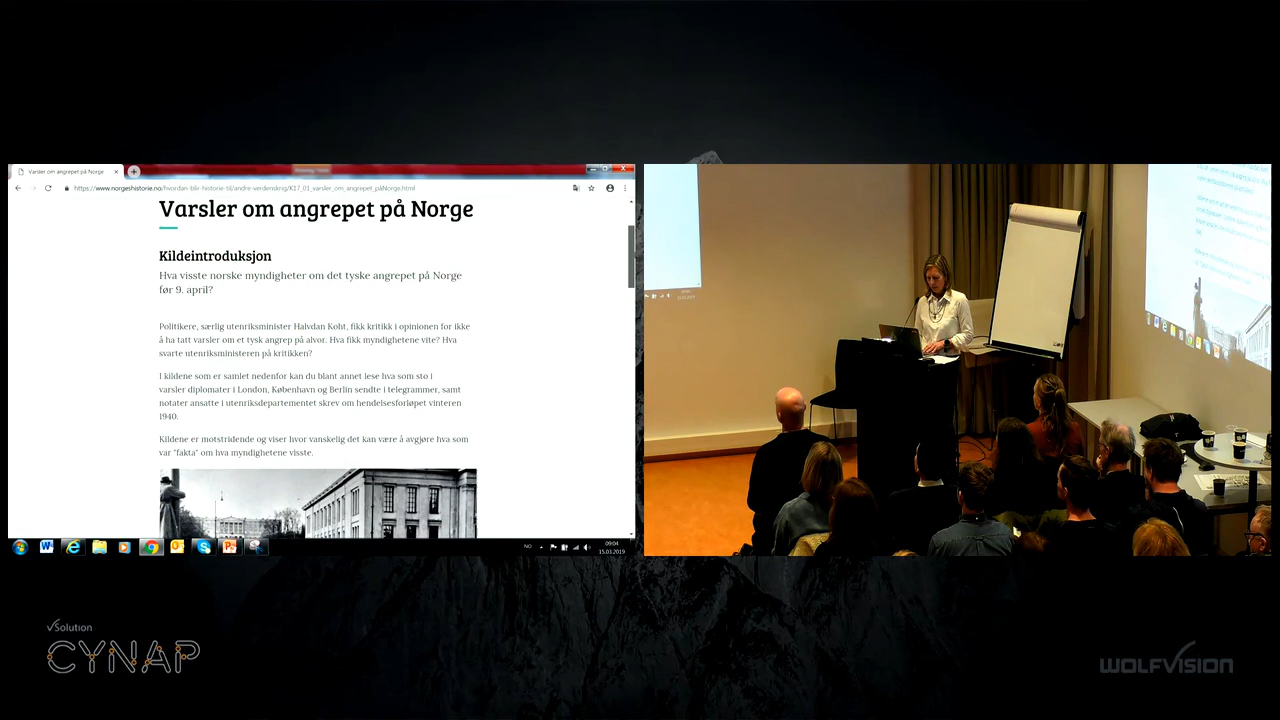 Varsler om angrepet på Norge
https://www.norgeshistorie.no/hvordan-blir-historie-til/andre-verdenskrig/K17_01_varsler_om_angrepet_påNorge.html
Varsler om angrepet på Norge
Kildeintroduksjon
Hva visste norske myndigheter om det tyske angrepet på Norge
før 9. april?
Politikere, særlig utenriksminister Halvdan Koht, fikk kritikk i opinionen for ikke
å ha tatt varsler om et tysk angrep på alvor. Hva fikk myndighetene vite? Hva
svarte utenriksministeren på kritikken?
I kildene som er samlet nedenfor kan du blant annet lese hva som sto i
varsler diplomater i London, København og Berlin sendte i telegrammer, samt
notater ansatte i utenriksdepartementet skrev om hendelsesforløpet vinteren
1940.
Kildene er motstridende og viser hvor vanskelig det kan være å avgjøre hva som
var "fakta" om hva myndighetene visste.
NO
09:04
15.03.2019
vSolution
CYNAP
WOLFVISION